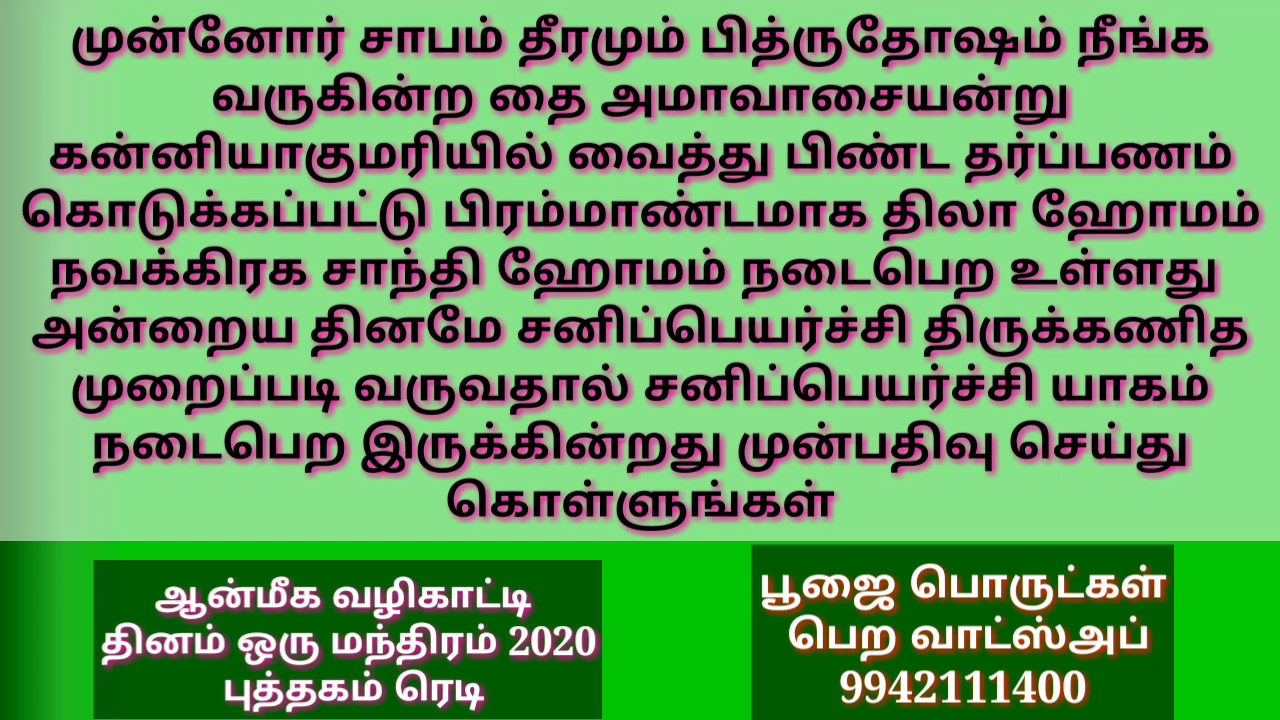 முன்னோர் சாபம் தீரமும் பித்ருதோஷம் நீங்க
வருகின்ற தை அமாவாசையன்று
கன்னியாகுமரியில் வைத்து பிண்ட தர்ப்பணம்
கொடுக்கப்பட்டு பிரம்மாண்டமாக திலா ஹோமம்
நவக்கிரக சாந்தி ஹோமம் நடைபெற உள்ளது
அன்றைய தினமே சனிப்பெயர்ச்சி திருக்கணித
முறைப்படி வருவதால் சனிப்பெயர்ச்சி யாகம்
நடைபெற இருக்கின்றது முன்பதிவு செய்து
கொள்ளுங்கள்
ஆன்மீக வழிகாட்டி
தினம் ஒரு மந்திரம் 2020
புத்தகம் ரெடி
பூஜை பொருட்கள்
பெற வாட்ஸ்அப்
9942111400